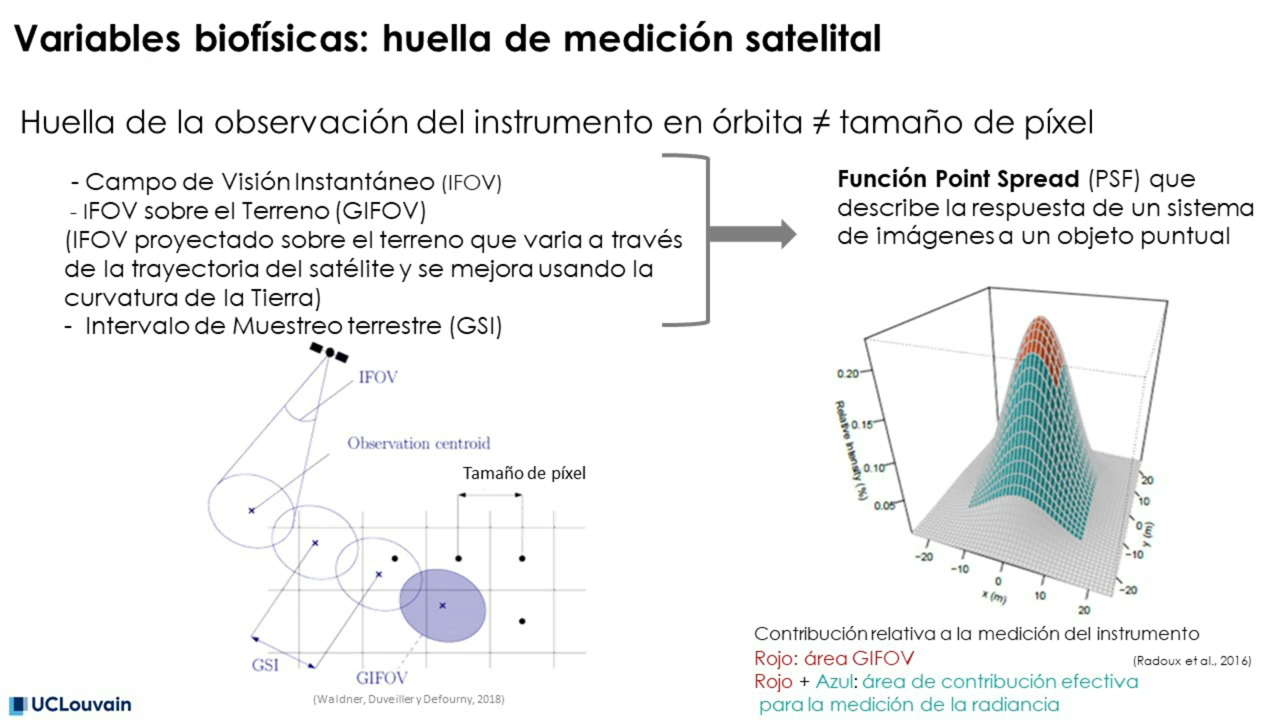 Variables biofísicas: huella de medición satelital
Huella de la observación del instrumento en órbita ≠ tamaño de píxel
- Campo de Visión Instantáneo (IFOV)
- IFOV sobre el Terreno (GIFOV)
(IFOV proyectado sobre el terreno que varia a través
de la trayectoria del satélite y se mejora usando la
curvatura de la Tierra)
- Intervalo de Muestreo terrestre (GSI)
Función Point Spread (PSF) que
describe la respuesta de un sistema
de imágenes a un objeto puntual
IFOV
Observation centroid
Tamaño de píxel
GSI
GIFOV
(Waldner, Duveiller y Defourny, 2018)
0.20
0.15
0.10
0.05
Relative Intensity (%)
-20
-10
0
10
20
x (m)
20
10
0
-10
-20
y (m)
Contribución relativa a la medición del instrumento
Rojo: área GIFOV
(Radoux et al., 2016)
Rojo + Azul: área de contribución efectiva
para la medición de la radiancia
UCLouvain